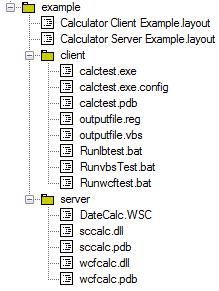 example
Calculator Client Example.layout
Calculator Server Example.layout
client
calctest.exe
calctest.exe.config
calctest.pdb
outputfile.reg
outputfile.vbs
Runlbtest.bat
RunvbsTest.bat
Runwcftest.bat
server
DateCalc.WSC
sccalc.dll
sccalc.pdb
wcfcalc.dll
wcfcalc.pdb